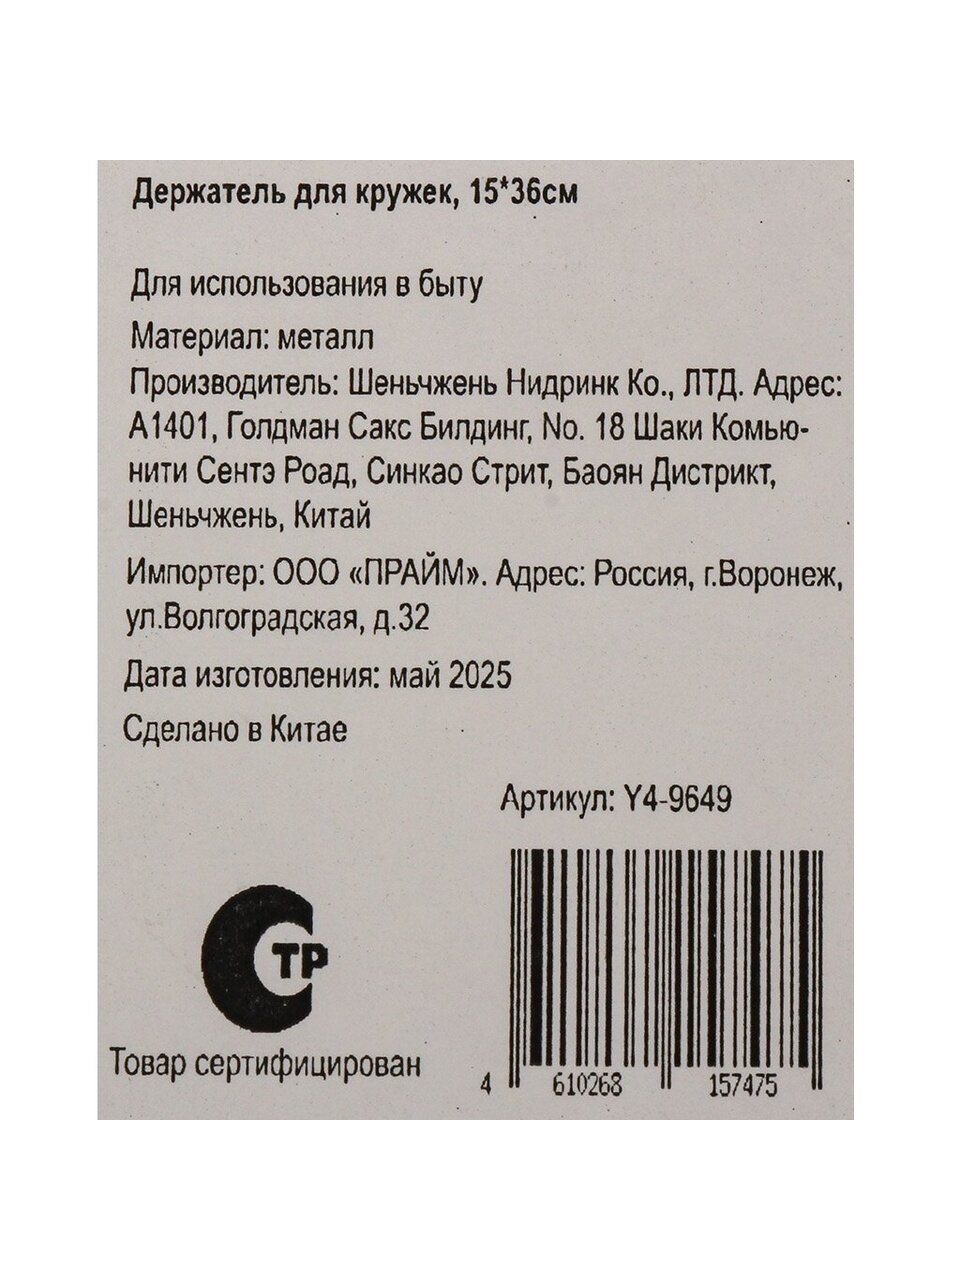 Держатель для кружек, 15*36см
Для использования в быту
Материал: металл
Производитель: Шеньчжень Нидринк Ко., ЛТД. Адрес:
А1401, Голдман Сакс Билдинг, No. 18 Шаки Комью-
нити Сентэ Роад, Синкао Стрит, Баоян Дистрикт,
Шеньчжень, Китай
Импортер: ООО «ПРАЙМ». Адрес: Россия, г.Воронеж,
ул.Волгоградская, д.32
Дата изготовления: май 2025
Сделано в Китае
Артикул: Y4-9649
СТР
Товар сертифицирован
4 610268 157475